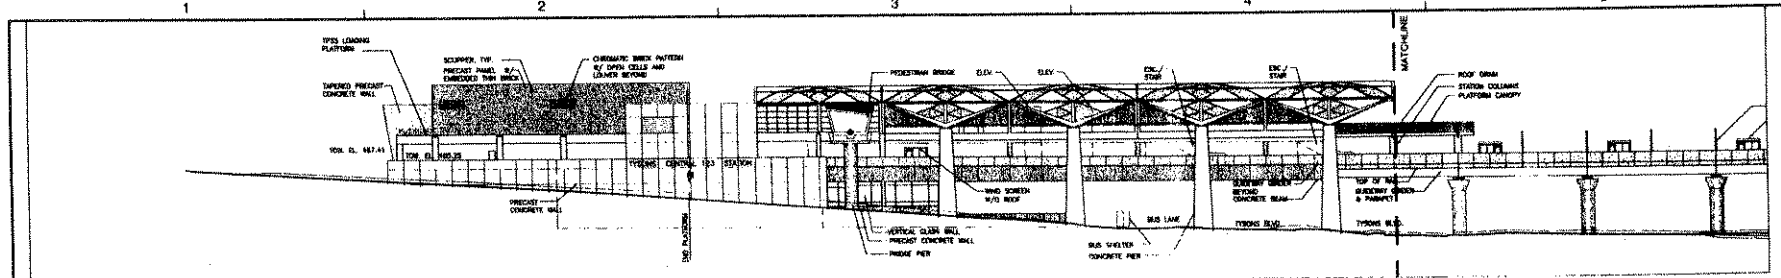 1
2
3
4
TPSS LOADING
PLATFORM
SCUPPER, TYP.
PRECAST PANEL W/
EMBEDDED THIN BRICK
CHROMATIC BRICK PATTERN
W/ OPEN CELLS AND
LOUVER BEYOND
TAPERED PRECAST
CONCRETE WALL
PEDESTRIAN BRIDGE
ELEV.
ELEV.
ESC./
STAIR
ESC./
STAIR
MATCHLINE
ROOF DRAIN
STATION COLUMNS
PLATFORM CANOPY
TYSONS CENTRAL 123 STATION
PRECAST
CONCRETE WALL
END PLATFORM
WIND SCREEN
W/O ROOF
VERTICAL GLASS WALL
PRECAST CONCRETE WALL
BRIDGE PIER
BUS LANE
BUS SHELTER
CONCRETE PIER
GUIDEWAY GIRDER
BEYOND
CONCRETE BEAM
TYSONS BLVD.
TOP OF RAIL
GUIDEWAY GIRDER
& PARAPET
TYSONS BLVD.